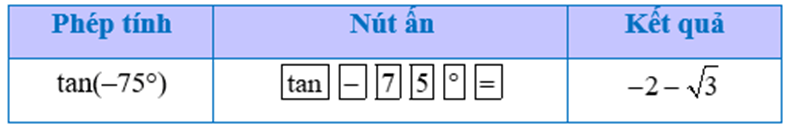 Phép tính Nút ấn Kết quả
tan(–75°) tan – 7 5 ° = –2 – √3